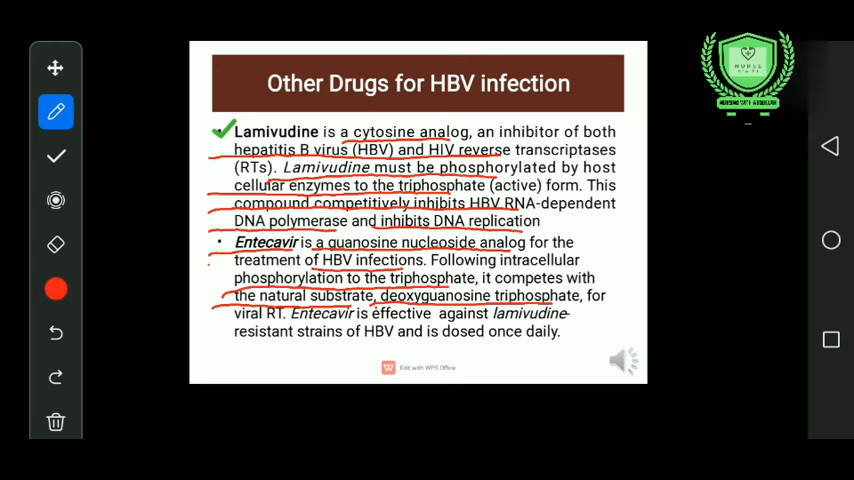 Other Drugs for HBV infection
Lamivudine is a cytosine analog, an inhibitor of both
hepatitis B virus (HBV) and HIV reverse transcriptases
(RTs). Lamivudine must be phosphorylated by host
cellular enzymes to the triphosphate (active) form. This
compound competitively inhibits HBV RNA-dependent
DNA polymerase and inhibits DNA replication
• Entecavir is a guanosine nucleoside analog for the
treatment of HBV infections. Following intracellular
phosphorylation to the triphosphate, it competes with
the natural substrate, deoxyguanosine triphosphate, for
viral RT. Entecavir is effective against lamivudine-
resistant strains of HBV and is dosed once daily.
Edit with WPS Office
NURSE
NURSING WITH ABDULLAH